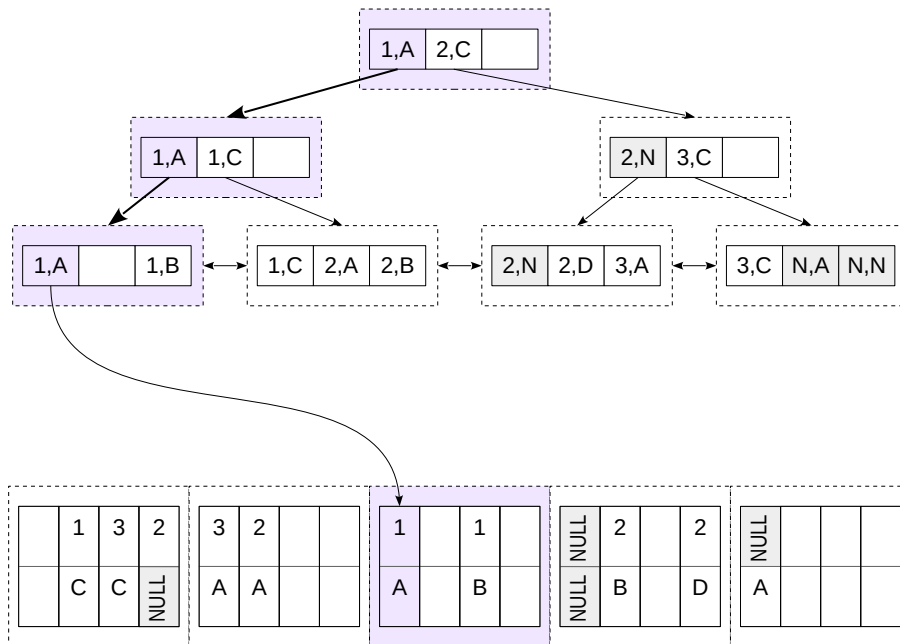 1,A 2,C
1,A 1,C 2,N 3,C
1,A 1,B 1,C 2,A 2,B 2,N 2,D 3,A 3,C N,A N,N
1 3 2 3 2 1 1 NULL 2 2 NULL
C C NULL A A A B NULL B D A